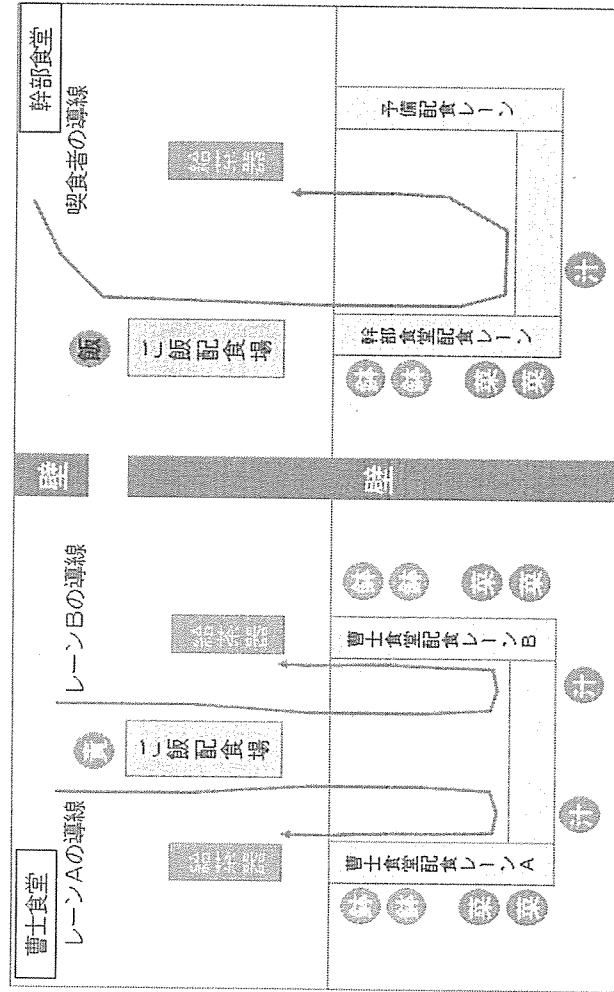 曹士食堂
レーンAの導線
レーンBの導線
給茶器
ご飯配食場
給茶器
曹士食堂配食レーンA
曹士食堂配食レーンB
菜
菜
菜
菜
汁
汁
壁
壁
幹部食堂
喫食者の導線
飯
ご飯配食場
給茶器
幹部食堂配食レーン
予備配食レーン
菜
菜
汁